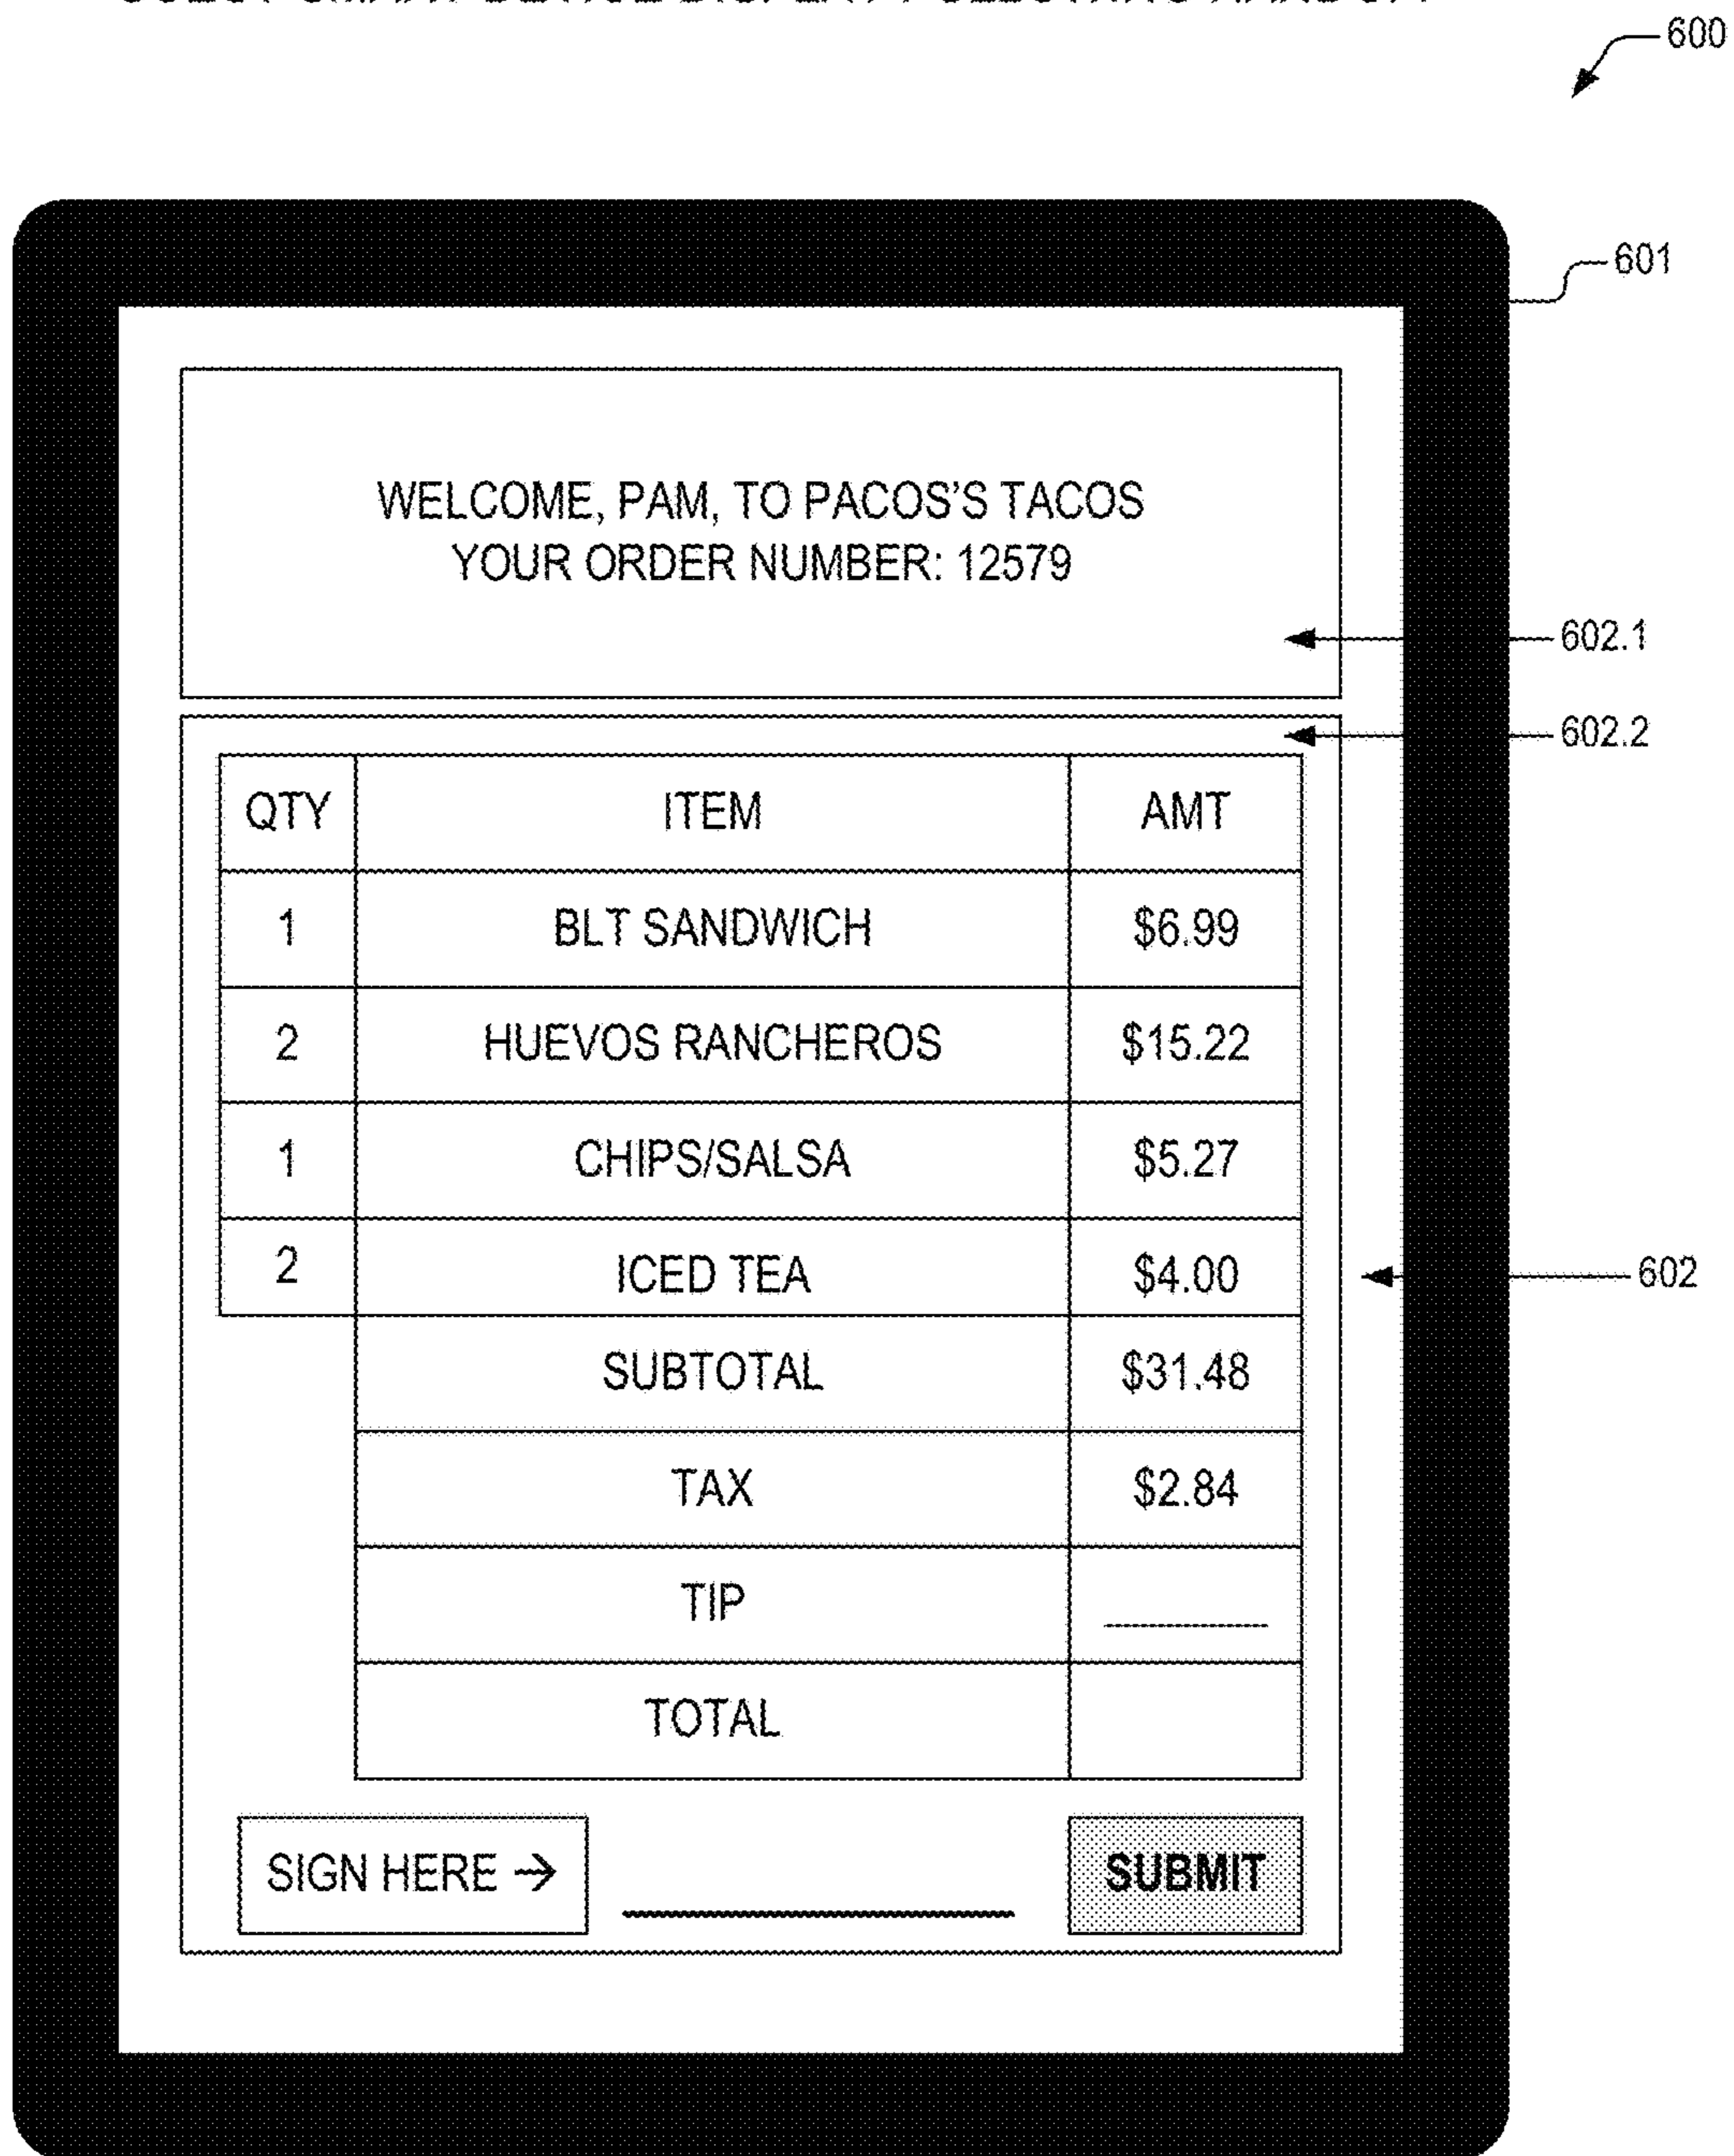 600
601
WELCOME, PAM, TO PACOS'S TACOS
YOUR ORDER NUMBER: 12579
602.1
602.2
QTY ITEM AMT
1 BLT SANDWICH $6.99
2 HUEVOS RANCHEROS $15.22
1 CHIPS/SALSA $5.27
2 ICED TEA $4.00
602
SUBTOTAL $31.48
TAX $2.84
TIP
TOTAL
SIGN HERE → SUBMIT